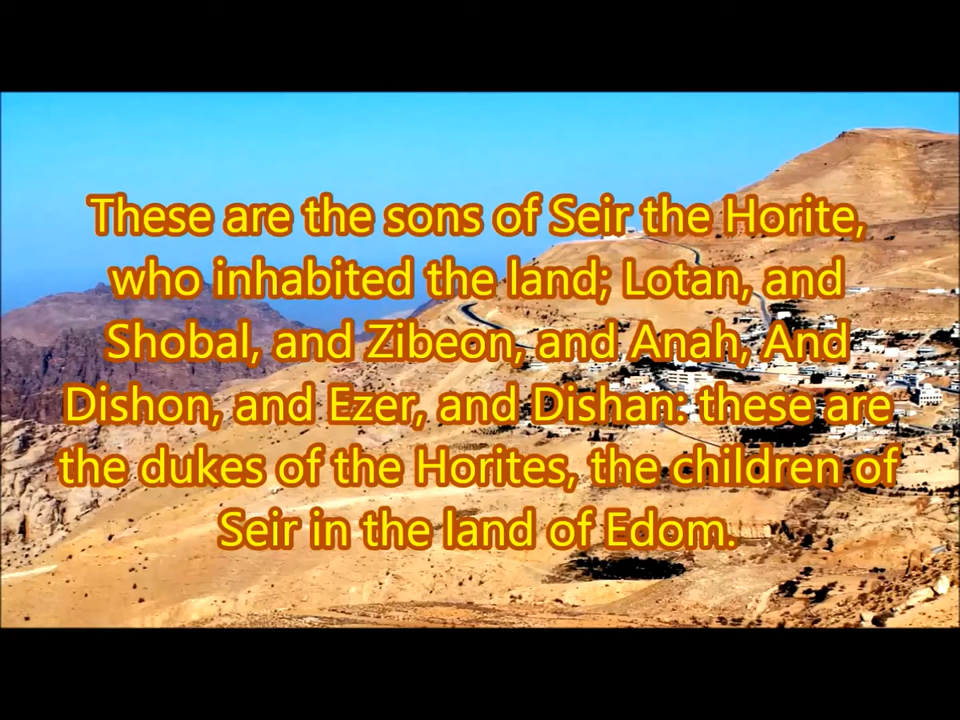 These are the sons of Seir the Horite,
who inhabited the land; Lotan, and
Shobal, and Zibeon, and Anah, And
Dishon, and Ezer, and Dishan: these are
the dukes of the Horites, the children of
Seir in the land of Edom.